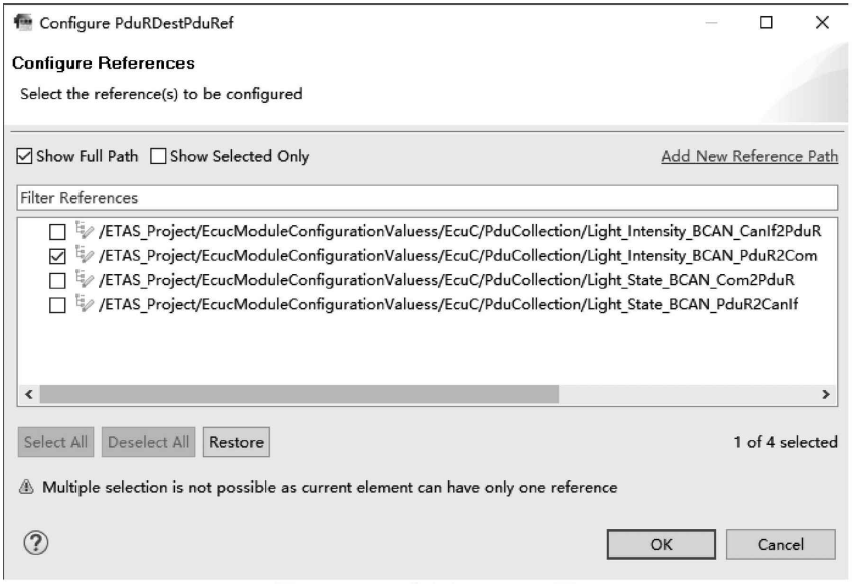 Configure PduRDestPduRef
Configure References
Select the reference(s) to be configured
Show Full Path Show Selected Only Add New Reference Path
Filter References
/ETAS_Project/EcucModuleConfigurationValuess/EcuC/PduCollection/Light_Intensity_BCAN_CanIf2PduR
/ETAS_Project/EcucModuleConfigurationValuess/EcuC/PduCollection/Light_Intensity_BCAN_PduR2Com
/ETAS_Project/EcucModuleConfigurationValuess/EcuC/PduCollection/Light_State_BCAN_Com2PduR
/ETAS_Project/EcucModuleConfigurationValuess/EcuC/PduCollection/Light_State_BCAN_PduR2CanIf
Select All Deselect All Restore 1 of 4 selected
Multiple selection is not possible as current element can have only one reference
OK Cancel